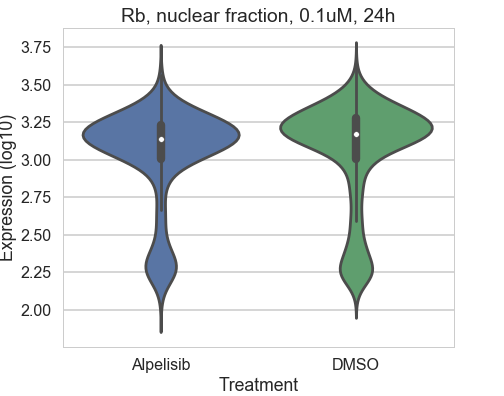 Rb, nuclear fraction, 0.1uM, 24h
3.75
3.50
3.25
3.00
2.75
2.50
2.25
2.00
Expression (log10)
Alpelisib
DMSO
Treatment